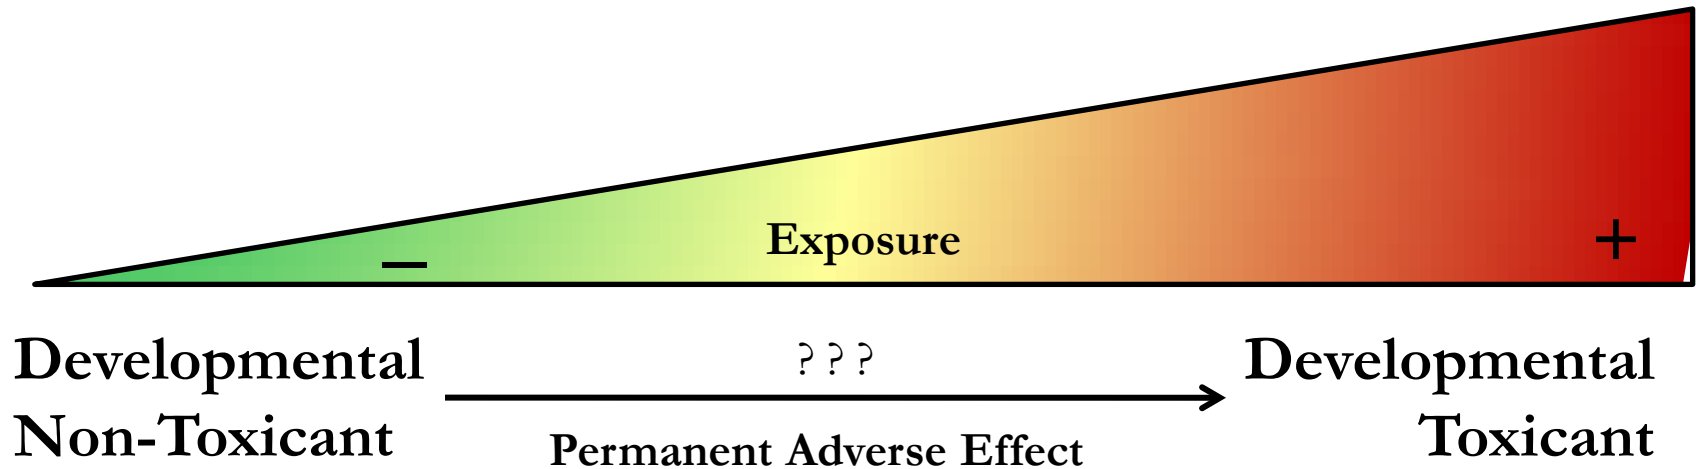 –
Exposure
+
Developmental
Non-Toxicant
? ? ?
Permanent Adverse Effect
Developmental
Toxicant